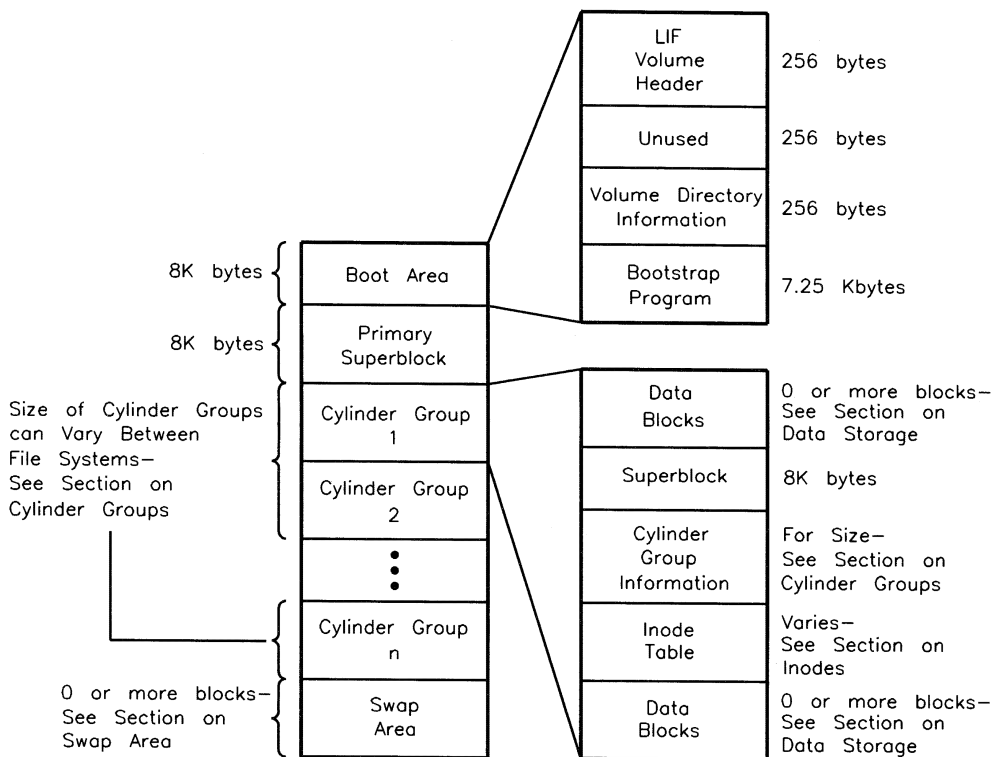 LIF
Volume
Header
256 bytes
Unused
256 bytes
Volume Directory
Information
256 bytes
Bootstrap
Program
7.25 Kbytes
8K bytes
Boot Area
8K bytes
Primary
Superblock
Size of Cylinder Groups
can Vary Between
File Systems—
See Section on
Cylinder Groups
Cylinder Group
1
Cylinder Group
2
Cylinder Group
n
0 or more blocks—
See Section on
Swap Area
Swap
Area
Data
Blocks
0 or more blocks—
See Section on
Data Storage
Superblock
8K bytes
Cylinder
Group
Information
For Size—
See Section on
Cylinder Groups
Inode
Table
Varies—
See Section on
Inodes
Data
Blocks
0 or more blocks—
See Section on
Data Storage